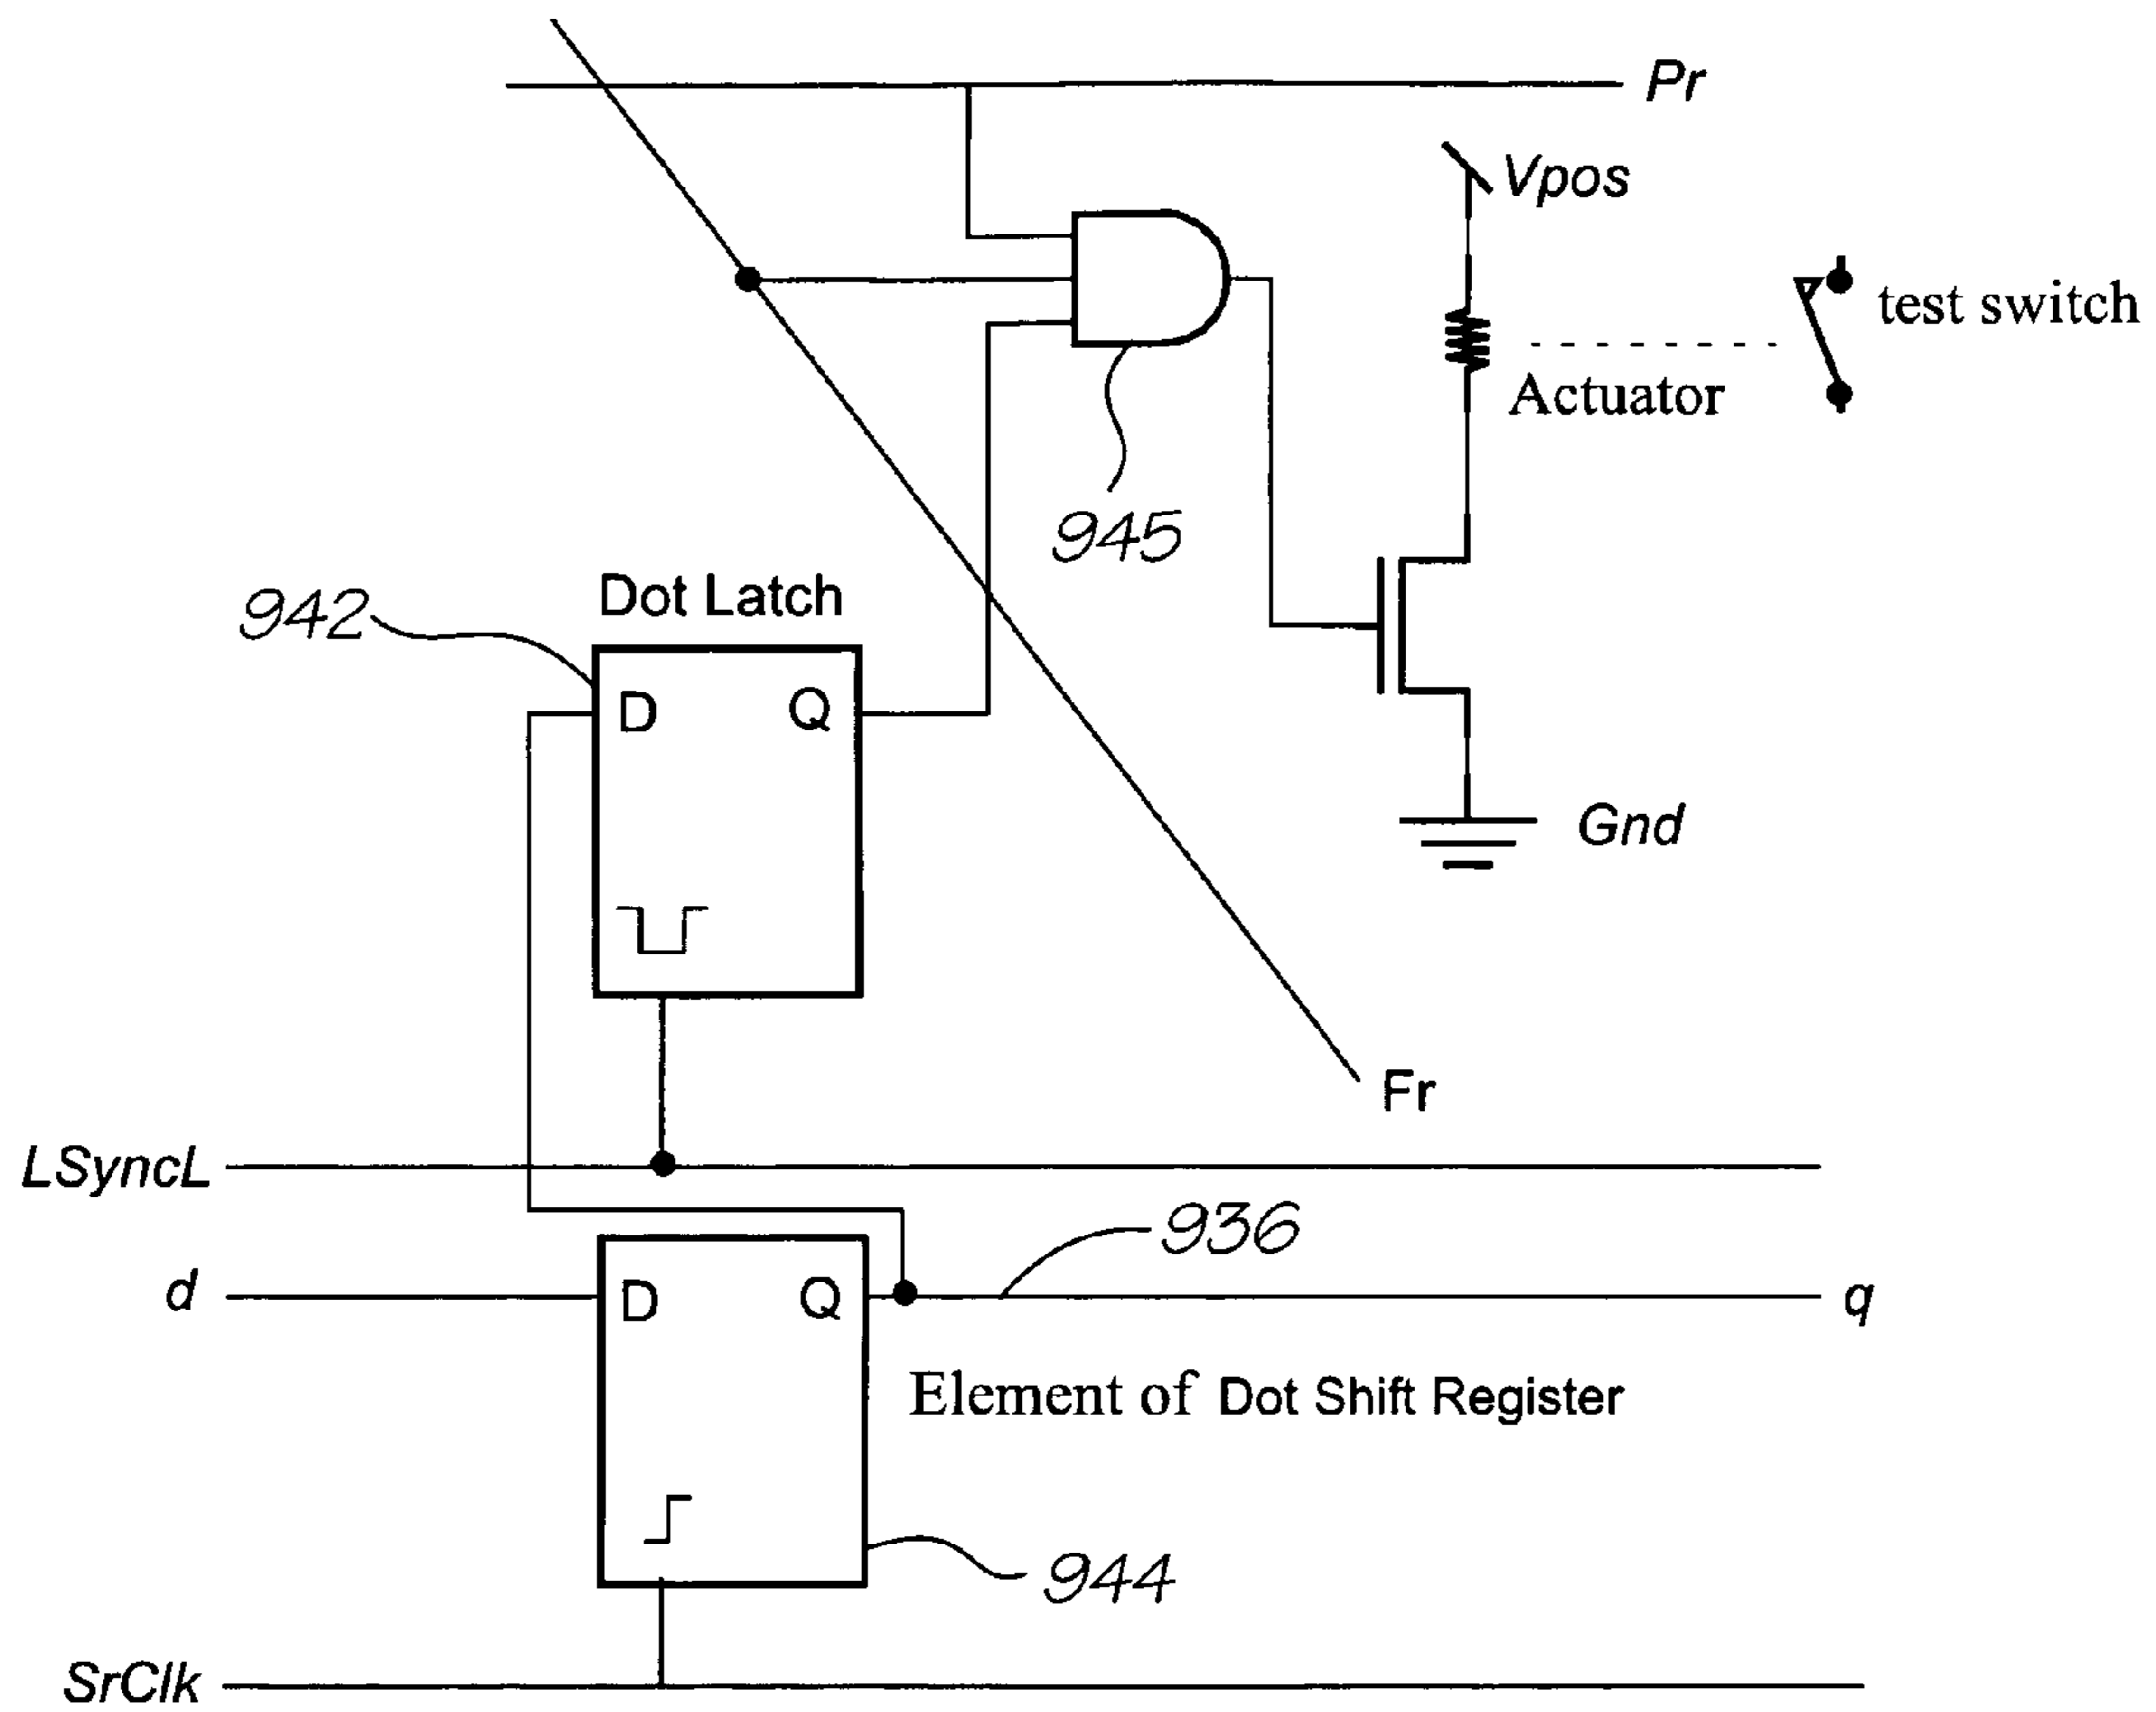 Pr
Vpos
test switch
Actuator
945
942
Dot Latch
D Q
Gnd
Fr
LSyncL
936
d
D Q
q
Element of Dot Shift Register
944
SrClk